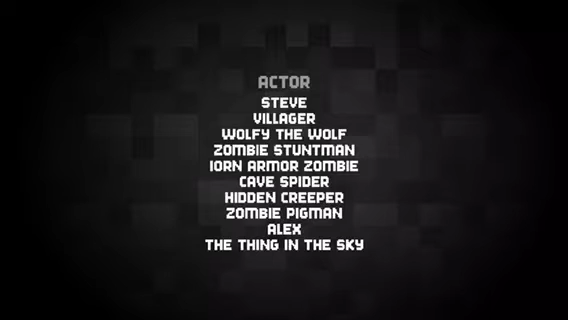 ACTOR
STEVE
VILLAGER
WOLFY THE WOLF
ZOMBIE STUNTMAN
IORN ARMOR ZOMBIE
CAVE SPIDER
HIDDEN CREEPER
ZOMBIE PIGMAN
ALEX
THE THING IN THE SKY